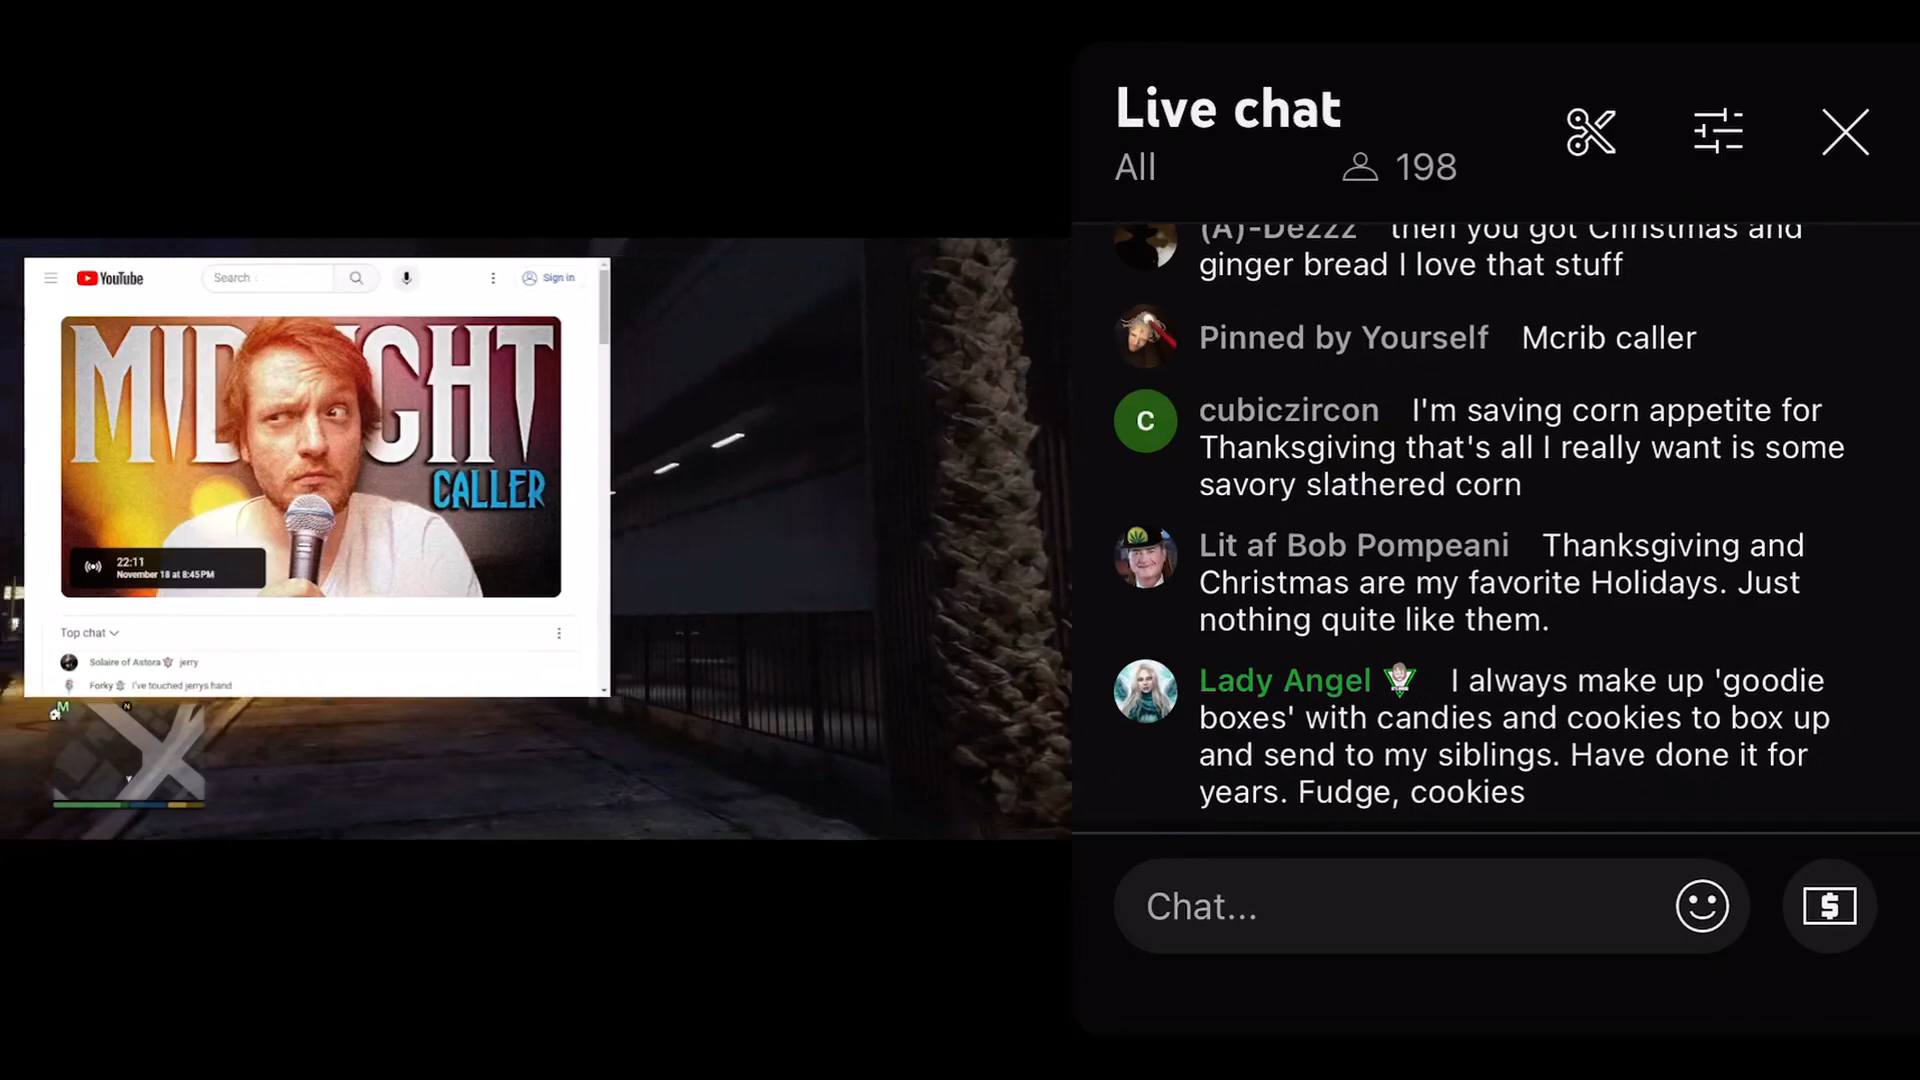 YouTube
Search
Sign in
MIDNIGHT
CALLER
22:11
November 18 at 8:45PM
Top chat
Solaire of Astora jerry
Forky I've touched jerrys hand
M
N
Live chat
All 198
(A)-Dezzz then you got Christmas and
ginger bread I love that stuff
Pinned by Yourself Mcrib caller
C
cubiczircon I'm saving corn appetite for
Thanksgiving that's all I really want is some
savory slathered corn
Lit af Bob Pompeani Thanksgiving and
Christmas are my favorite Holidays. Just
nothing quite like them.
Lady Angel I always make up 'goodie
boxes' with candies and cookies to box up
and send to my siblings. Have done it for
years. Fudge, cookies
Chat...
$